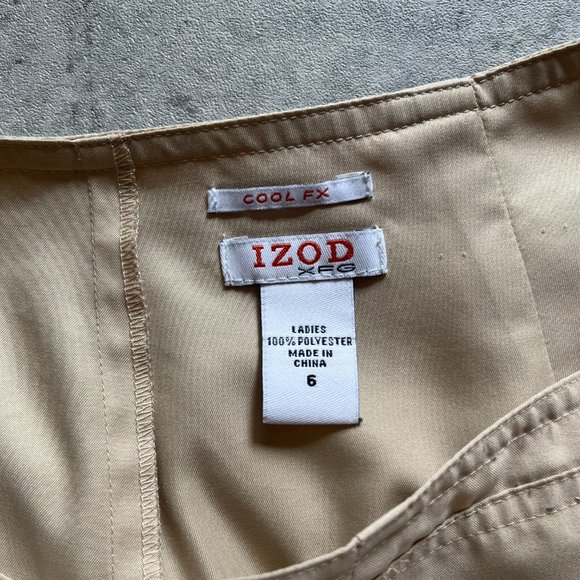 COOL FX
IZOD
XFG
LADIES
100% POLYESTER
MADE IN
CHINA
6